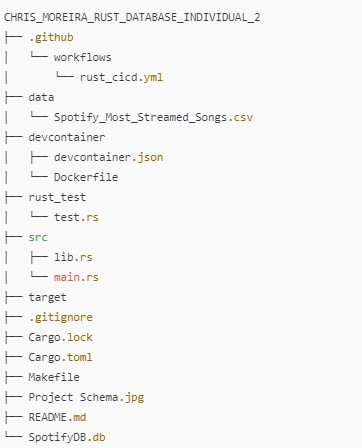 CHRIS_MOREIRA_RUST_DATABASE_INDIVIDUAL_2
├── .github
│   └── workflows
│       └── rust_cicd.yml
├── data
│   └── Spotify_Most_Streamed_Songs.csv
├── devcontainer
│   ├── devcontainer.json
│   └── Dockerfile
├── rust_test
│   └── test.rs
├── src
│   ├── lib.rs
│   └── main.rs
├── target
├── .gitignore
├── Cargo.lock
├── Cargo.toml
├── Makefile
├── Project Schema.jpg
├── README.md
└── SpotifyDB.db